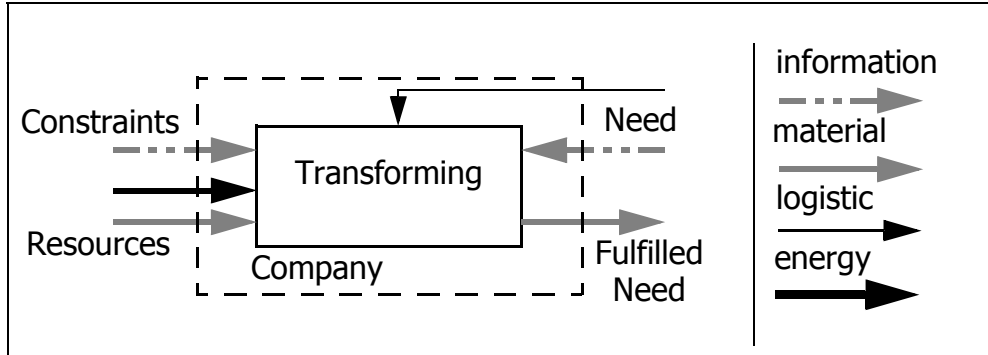 Constraints
Resources
Transforming
Company
Need
Fulfilled
Need
information
material
logistic
energy